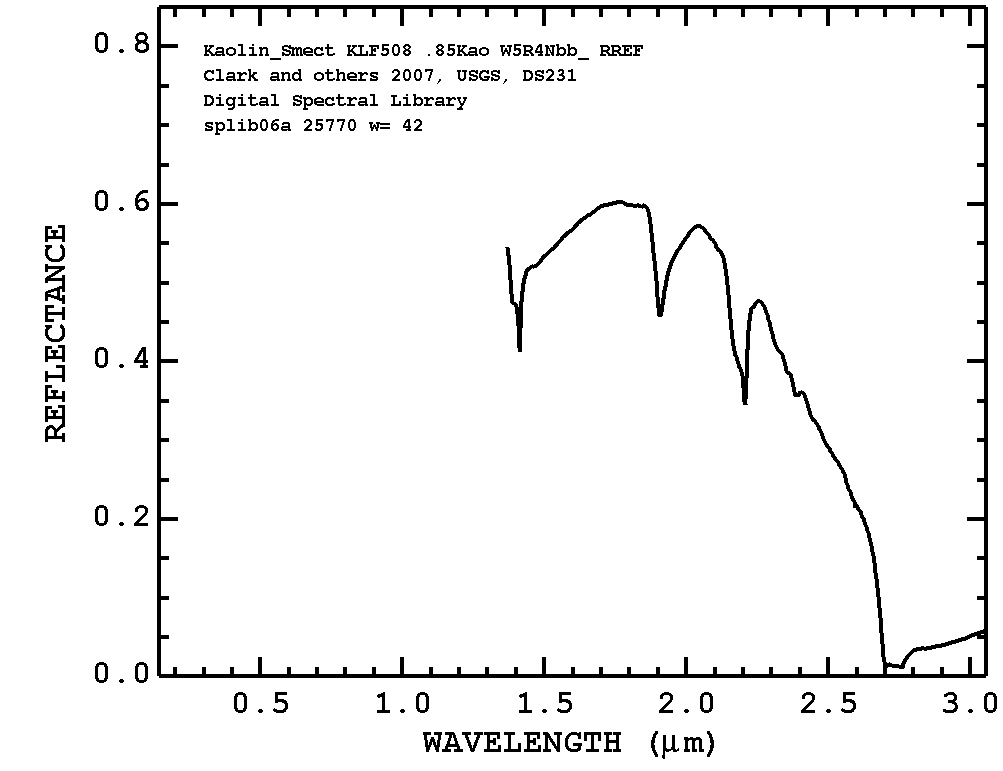 Kaolin_Smect KLF508 .85Kao W5R4Nbb_ RREF
Clark and others 2007, USGS, DS231
Digital Spectral Library
splib06a 25770 w= 42
0.8
0.6
0.4
0.2
0.0
REFLECTANCE
0.5 1.0 1.5 2.0 2.5 3.0
WAVELENGTH (μm)